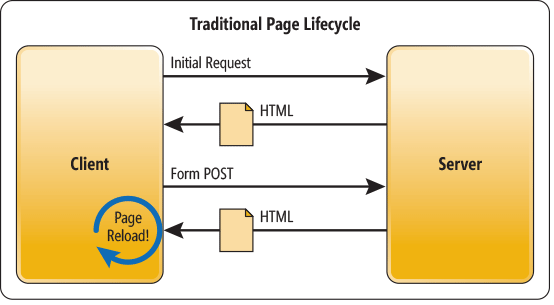 Traditional Page Lifecycle
Initial Request
HTML
Client
Server
Form POST
Page
Reload!
HTML